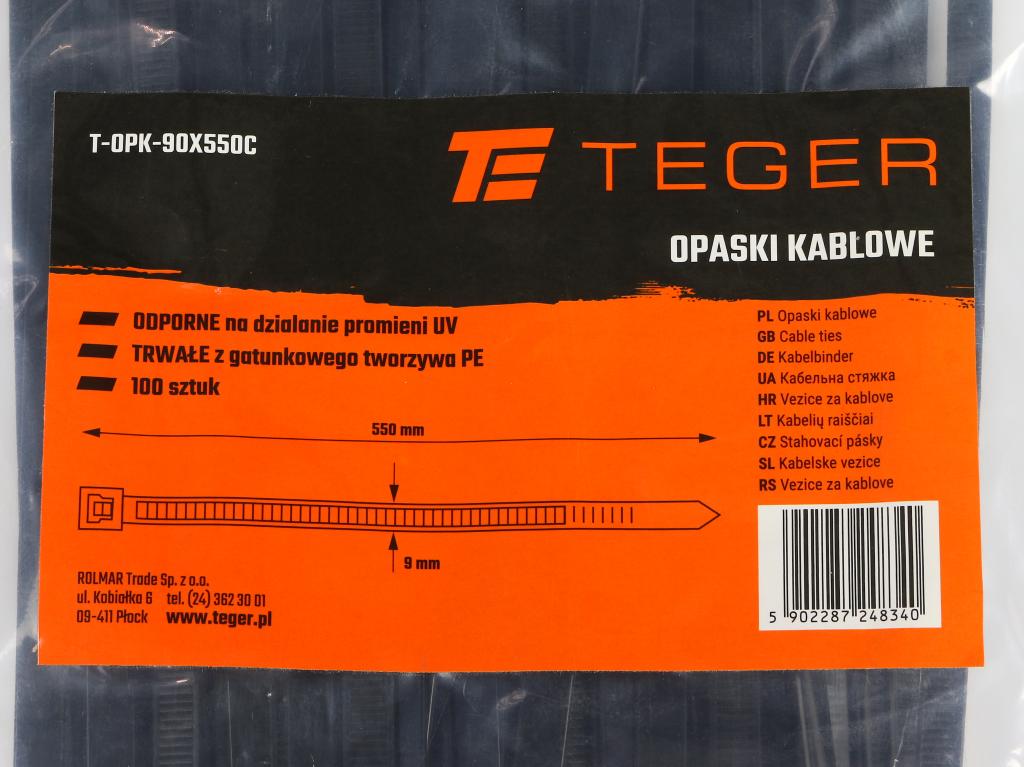 T-OPK-90X550C
TE TEGER
OPASKI KABLOWE
ODPORNE na działanie promieni UV
TRWAŁE z gatunkowego tworzywa PE
100 sztuk
550 mm
9 mm
PL Opaski kablowe
GB Cable ties
DE Kabelbinder
UA Кабельна стяжка
HR Vezice za kablove
LT Kabelių raiščiai
CZ Stahovací pásky
SL Kabelske vezice
RS Vezice za kablove
ROLMAR Trade Sp. z o.o.
ul. Kobiałka 6 tel. (24) 362 30 01
09-411 Płock www.teger.pl
5 902287 248340